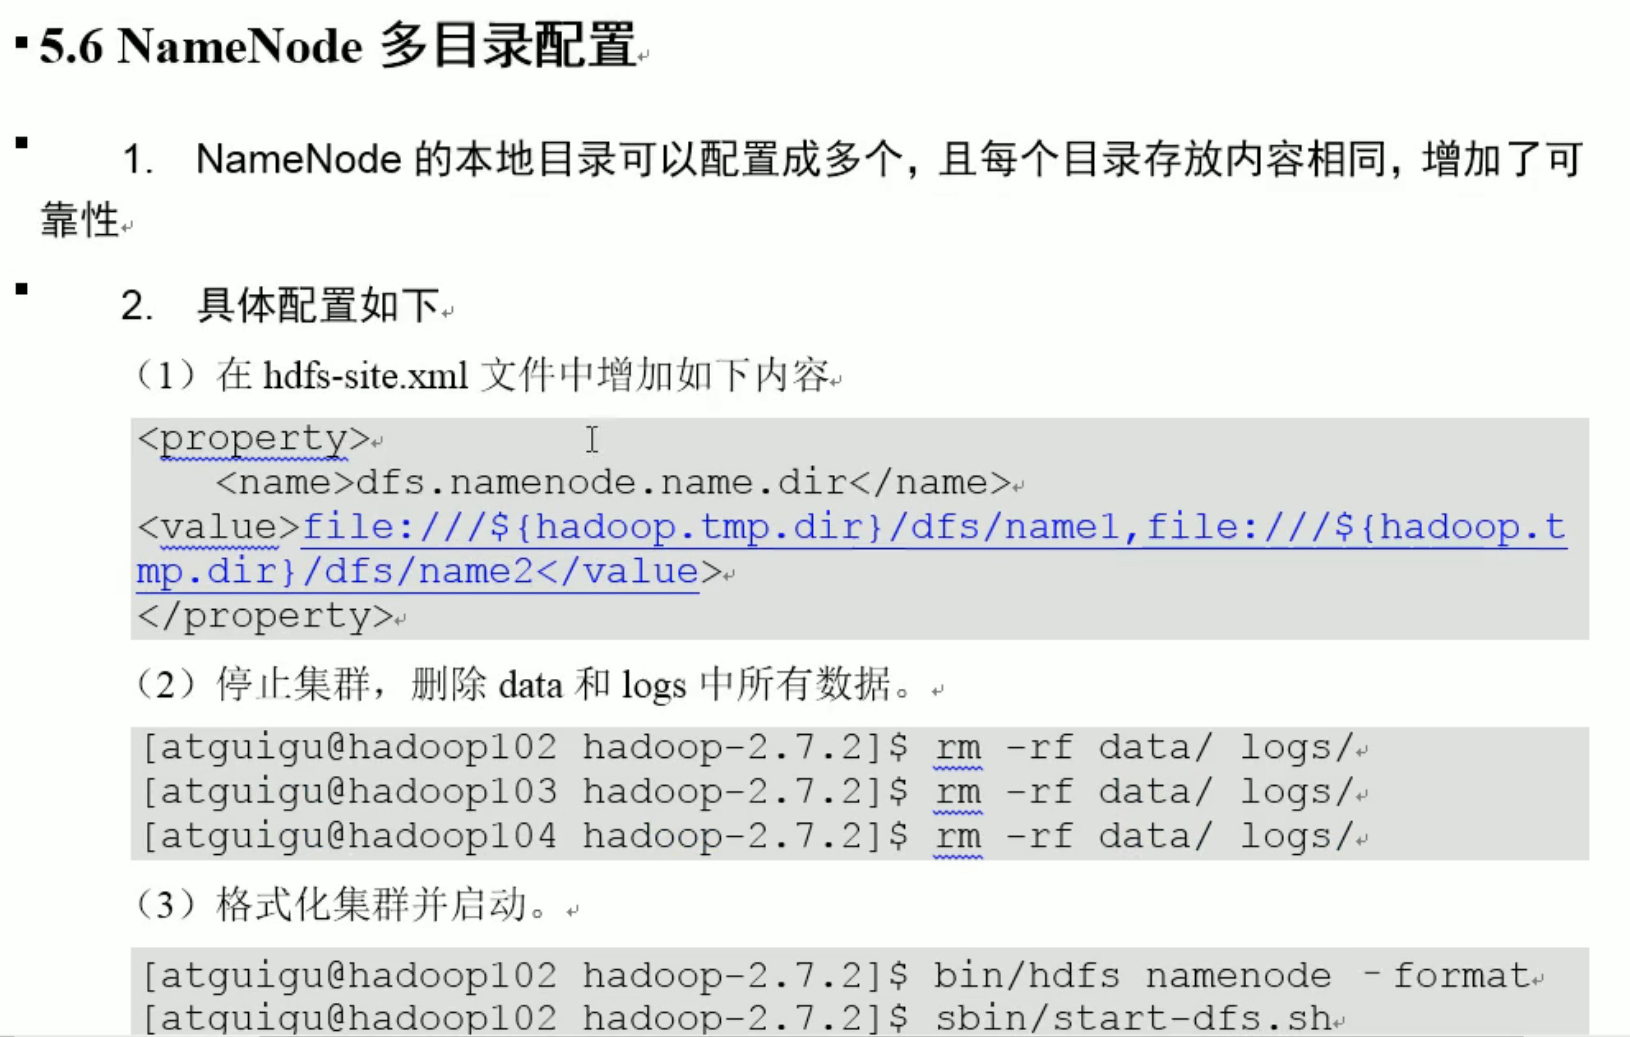 5.6 NameNode 多目录配置
1. NameNode 的本地目录可以配置成多个，且每个目录存放内容相同，增加了可
靠性
2. 具体配置如下
（1）在 hdfs-site.xml 文件中增加如下内容
<property>
<name>dfs.namenode.name.dir</name>
<value>file:///${hadoop.tmp.dir}/dfs/name1,file:///${hadoop.t
mp.dir}/dfs/name2</value>
</property>
（2）停止集群，删除 data 和 logs 中所有数据。
[atguigu@hadoop102 hadoop-2.7.2]$ rm -rf data/ logs/
[atguigu@hadoop103 hadoop-2.7.2]$ rm -rf data/ logs/
[atguigu@hadoop104 hadoop-2.7.2]$ rm -rf data/ logs/
（3）格式化集群并启动。
[atguigu@hadoop102 hadoop-2.7.2]$ bin/hdfs namenode –format
[atguigu@hadoop102 hadoop-2.7.2]$ sbin/start-dfs.sh